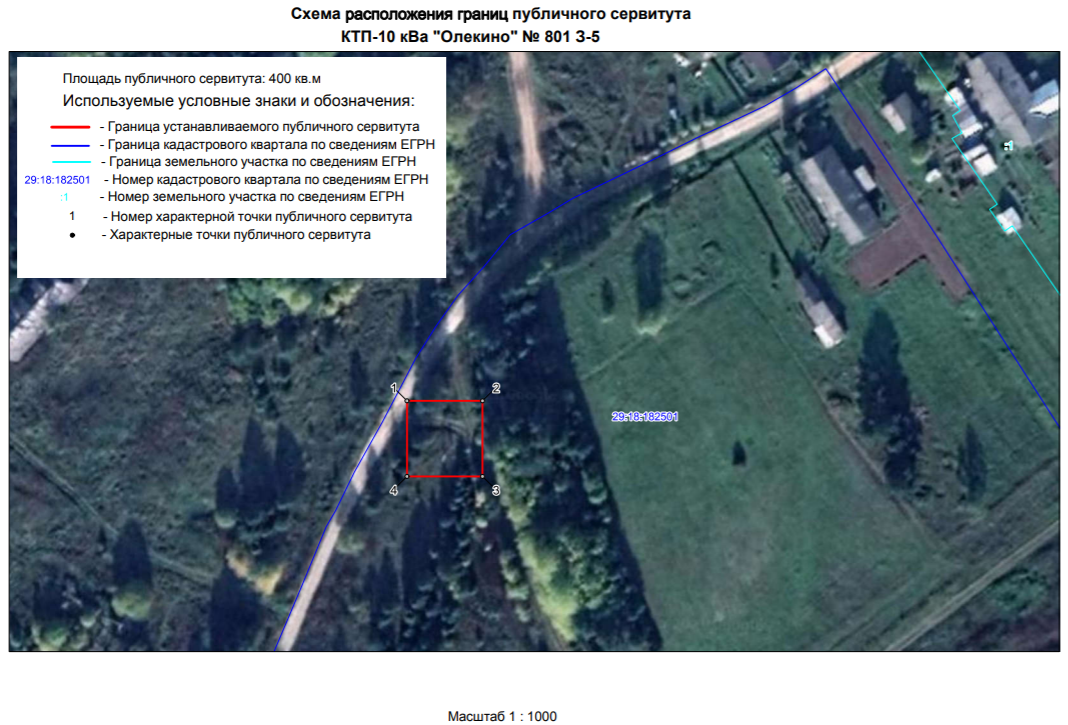 Схема расположения границ публичного сервитута
КТП-10 кВа "Олекино" № 801 З-5
Площадь публичного сервитута: 400 кв.м
Используемые условные знаки и обозначения:
- Граница устанавливаемого публичного сервитута
- Граница кадастрового квартала по сведениям ЕГРН
- Граница земельного участка по сведениям ЕГРН
29:18:182501 - Номер кадастрового квартала по сведениям ЕГРН
:1 - Номер земельного участка по сведениям ЕГРН
1 - Номер характерной точки публичного сервитута
- Характерные точки публичного сервитута
:1
1
2
29:18:182501
4
3
Масштаб 1 : 1000